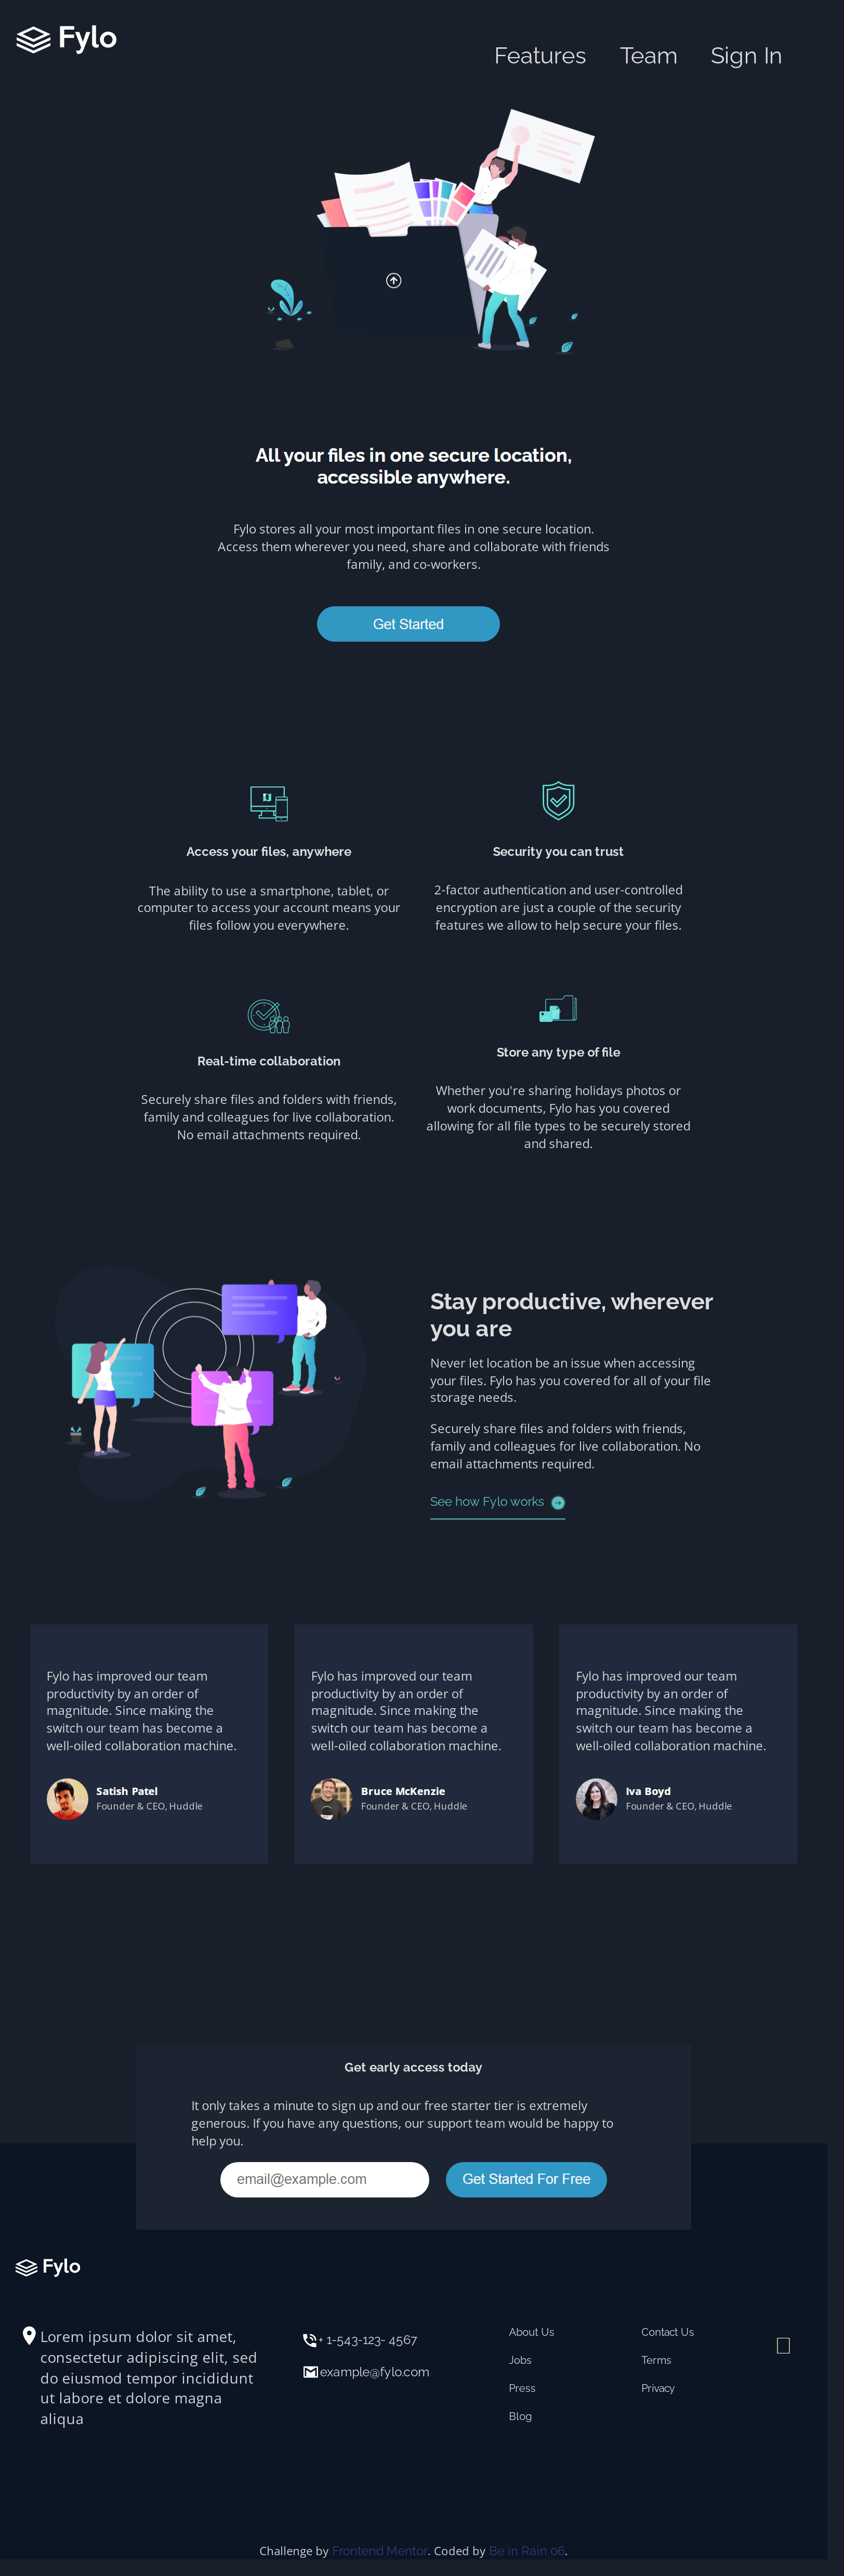 Fylo
Features Team Sign In
All your files in one secure location,
accessible anywhere.
Fylo stores all your most important files in one secure location.
Access them wherever you need, share and collaborate with friends
family, and co-workers.
Get Started
Access your files, anywhere
The ability to use a smartphone, tablet, or
computer to access your account means your
files follow you everywhere.
Security you can trust
2-factor authentication and user-controlled
encryption are just a couple of the security
features we allow to help secure your files.
Real-time collaboration
Securely share files and folders with friends,
family and colleagues for live collaboration.
No email attachments required.
Store any type of file
Whether you're sharing holidays photos or
work documents, Fylo has you covered
allowing for all file types to be securely stored
and shared.
Stay productive, wherever
you are
Never let location be an issue when accessing
your files. Fylo has you covered for all of your file
storage needs.
Securely share files and folders with friends,
family and colleagues for live collaboration. No
email attachments required.
See how Fylo works
Fylo has improved our team
productivity by an order of
magnitude. Since making the
switch our team has become a
well-oiled collaboration machine.
Satish Patel
Founder & CEO, Huddle
Fylo has improved our team
productivity by an order of
magnitude. Since making the
switch our team has become a
well-oiled collaboration machine.
Bruce McKenzie
Founder & CEO, Huddle
Fylo has improved our team
productivity by an order of
magnitude. Since making the
switch our team has become a
well-oiled collaboration machine.
Iva Boyd
Founder & CEO, Huddle
Get early access today
It only takes a minute to sign up and our free starter tier is extremely
generous. If you have any questions, our support team would be happy to
help you.
email@example.com
Get Started For Free
Fylo
Lorem ipsum dolor sit amet,
consectetur adipiscing elit, sed
do eiusmod tempor incididunt
ut labore et dolore magna
aliqua
+ 1-543-123- 4567
example@fylo.com
About Us
Jobs
Press
Blog
Contact Us
Terms
Privacy
Challenge by Frontend Mentor. Coded by Be in Rain 06.